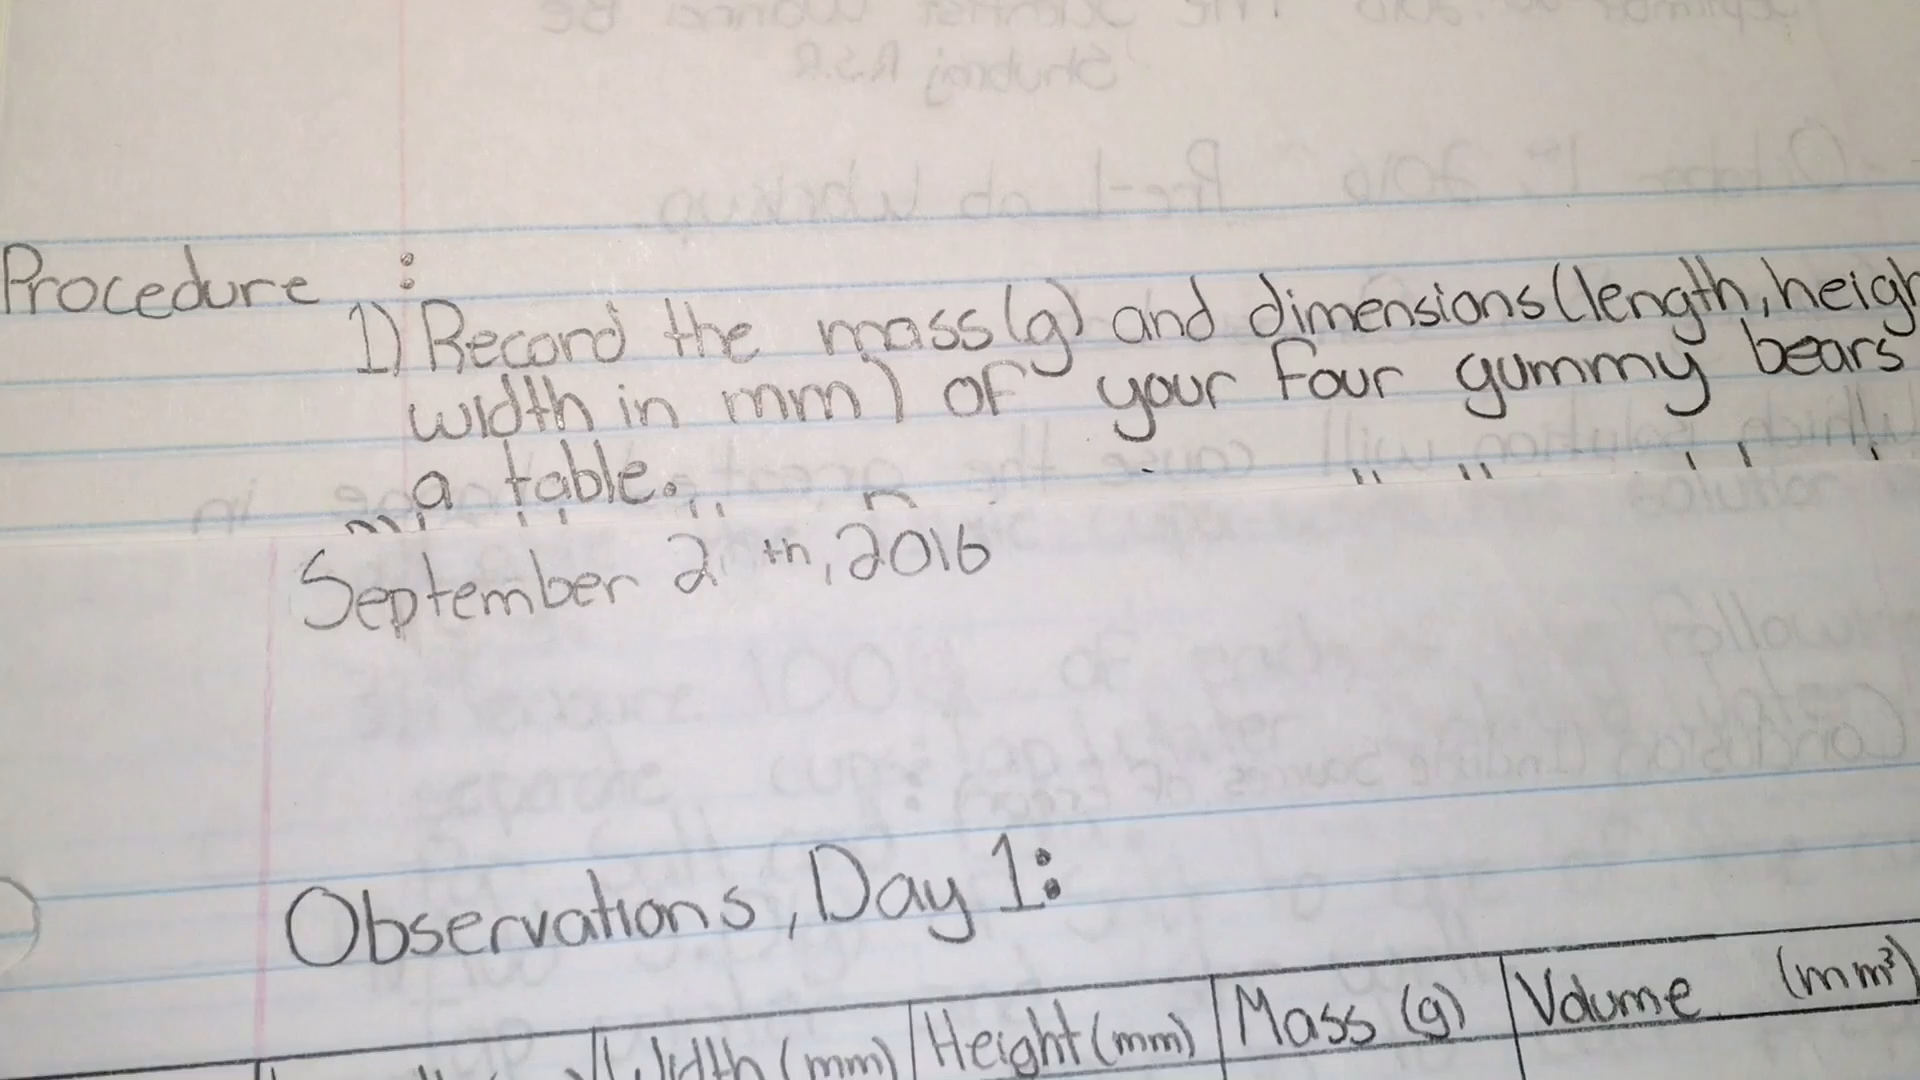 Procedure :
1) Record the mass (g) and dimensions (length, heigh
width in mm) of your four gummy bears
a table.
September 2 th, 2016
Observations, Day 1:
Width (mm) Height (mm) Mass (g) Volume (mm³)